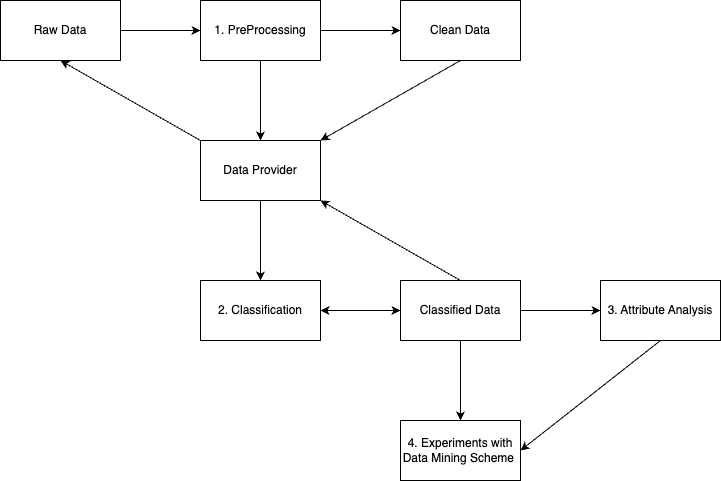 Raw Data
1. PreProcessing
Clean Data
Data Provider
2. Classification
Classified Data
3. Attribute Analysis
4. Experiments with
Data Mining Scheme